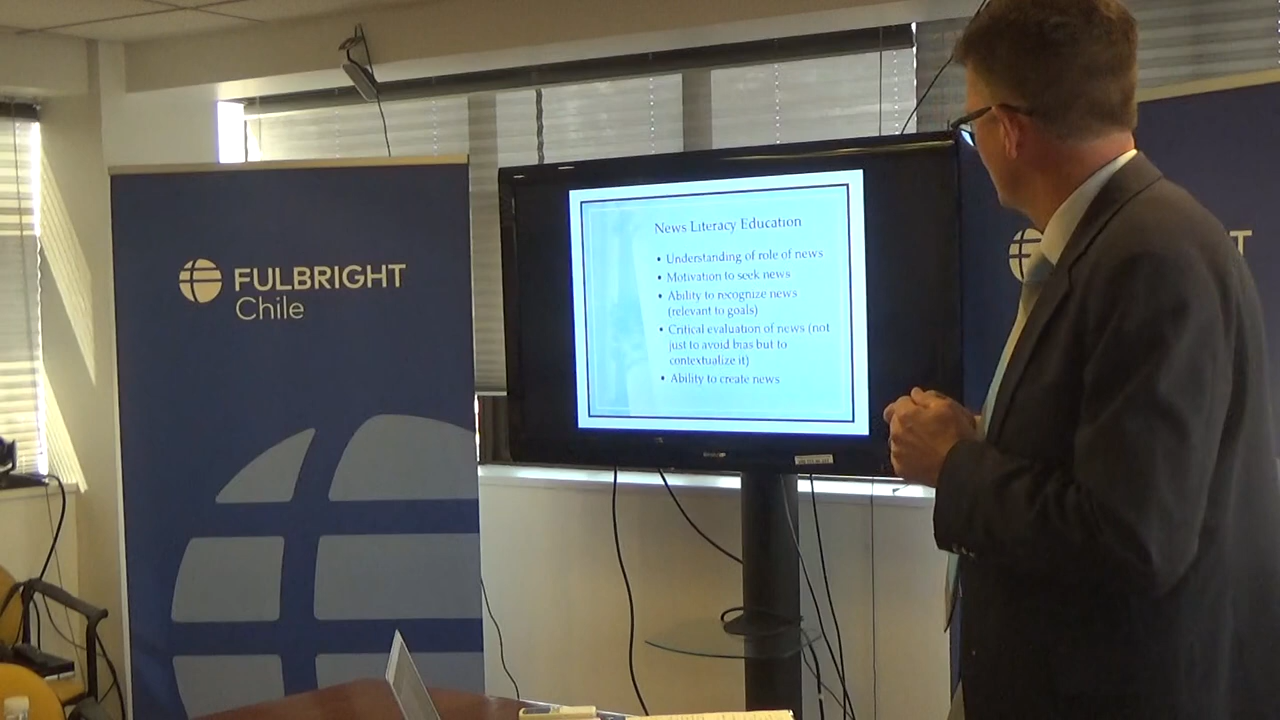 FULBRIGHT
Chile
News Literacy Education
• Understanding of role of news
• Motivation to seek news
• Ability to recognize news
(relevant to goals)
• Critical evaluation of news (not
just to avoid bias but to
contextualize it)
• Ability to create news
T